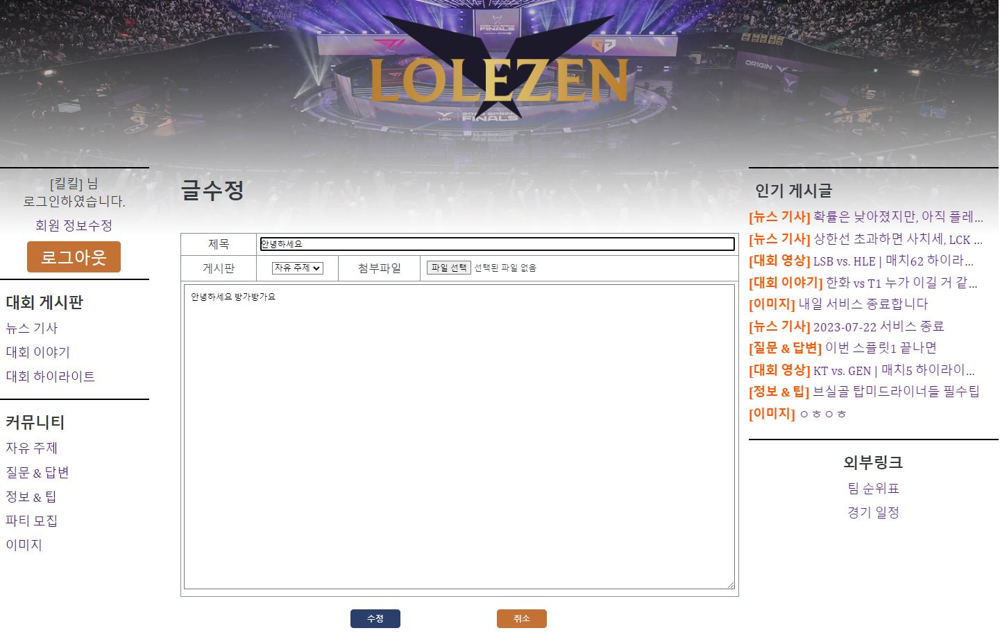 FINALS
T1
LOLEZEN
ORIGIN
LCK
LCK 2023 SPRING
FINALS
[킬킬] 님
로그인하였습니다.
회원 정보수정
로그아웃
대회 게시판
뉴스 기사
대회 이야기
대회 하이라이트
커뮤니티
자유 주제
질문 & 답변
정보 & 팁
파티 모집
이미지
글수정
제목 안녕하세요
게시판 자유 주제 첨부파일 파일 선택 선택된 파일 없음
안녕하세요 방가방가요
수정 취소
인기 게시글
[뉴스 기사] 확률은 낮아졌지만, 아직 플레...
[뉴스 기사] 상한선 초과하면 사치세, LCK ...
[대회 영상] LSB vs. HLE | 매치62 하이라...
[대회 이야기] 한화 vs T1 누가 이길 거 같...
[이미지] 내일 서비스 종료합니다
[뉴스 기사] 2023-07-22 서비스 종료
[질문 & 답변] 이번 스플릿1 끝나면
[대회 영상] KT vs. GEN | 매치5 하이라이...
[정보 & 팁] 브실골 탑미드라이너들 필수팁
[이미지] ㅇㅎㅇㅎ
외부링크
팀 순위표
경기 일정